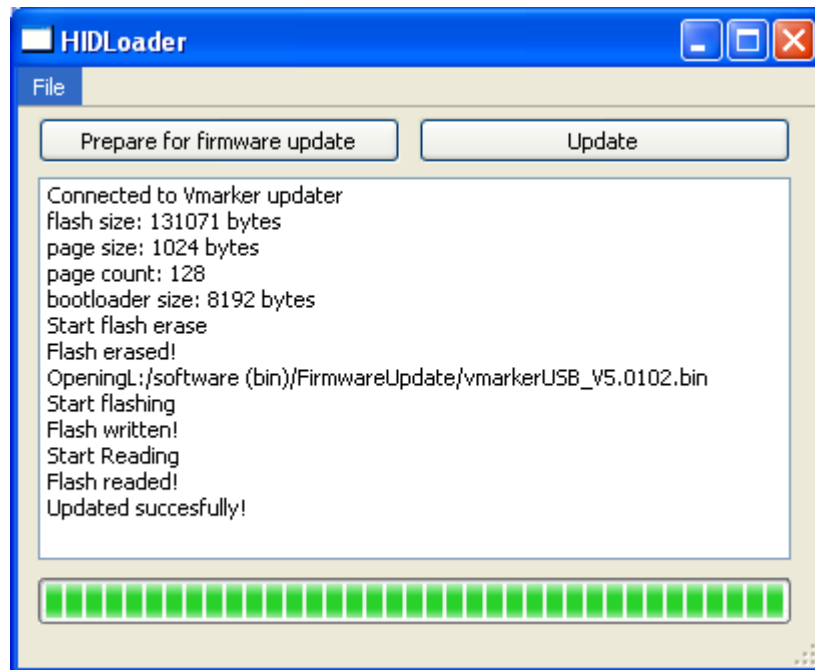 HIDLoader
File
Prepare for firmware update
Update
Connected to Vmarker updater
flash size: 131071 bytes
page size: 1024 bytes
page count: 128
bootloader size: 8192 bytes
Start flash erase
Flash erased!
OpeningL:/software (bin)/FirmwareUpdate/vmarkerUSB_V5.0102.bin
Start flashing
Flash written!
Start Reading
Flash readed!
Updated succesfully!